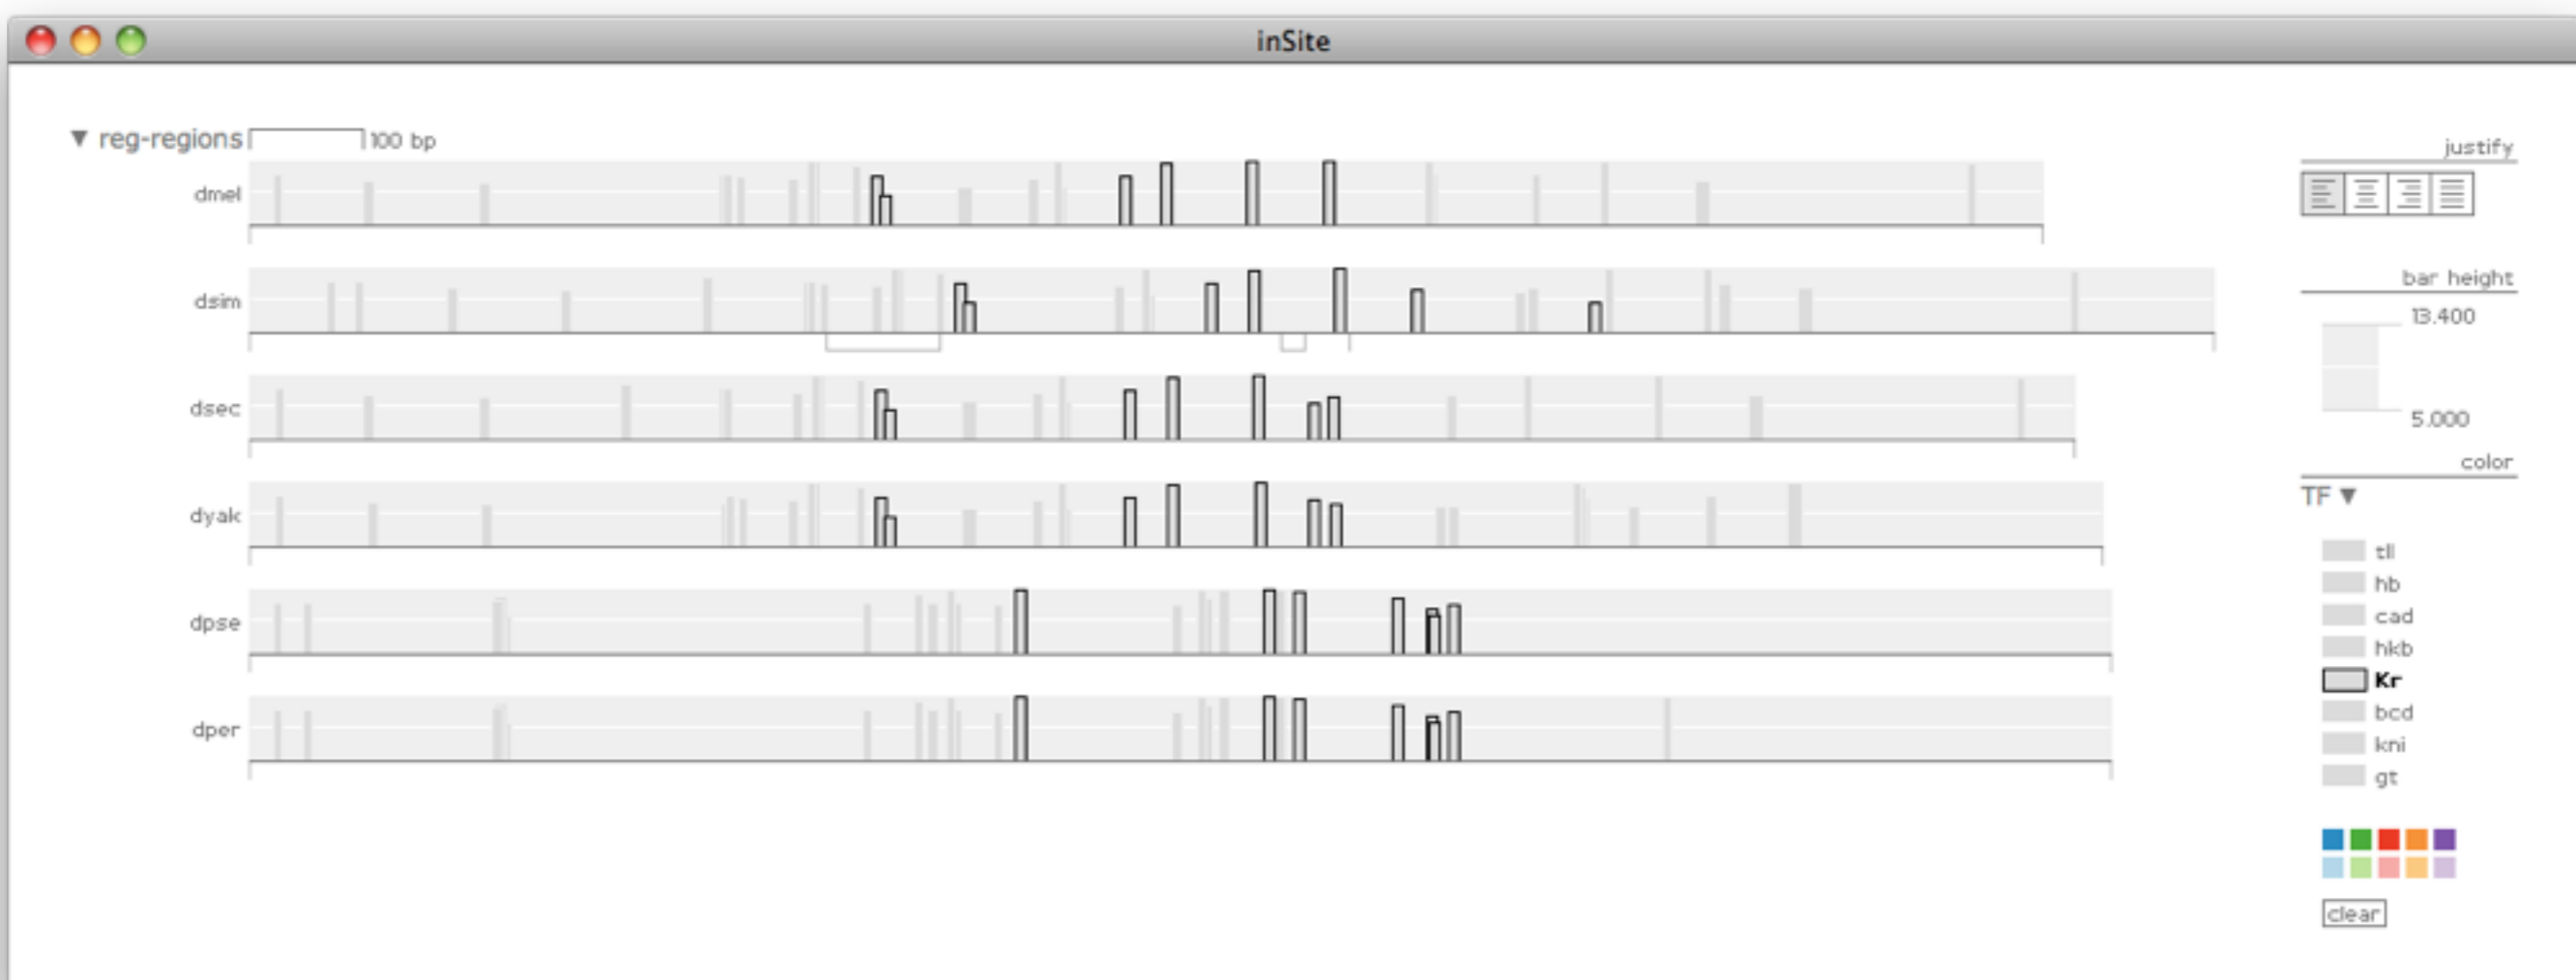 inSite
reg-regions 100 bp
dmel
dsim
dsec
dyak
dpse
dper
justify
bar height
13.400
5.000
color
TF
tll
hb
cad
hkb
Kr
bcd
kni
gt
clear